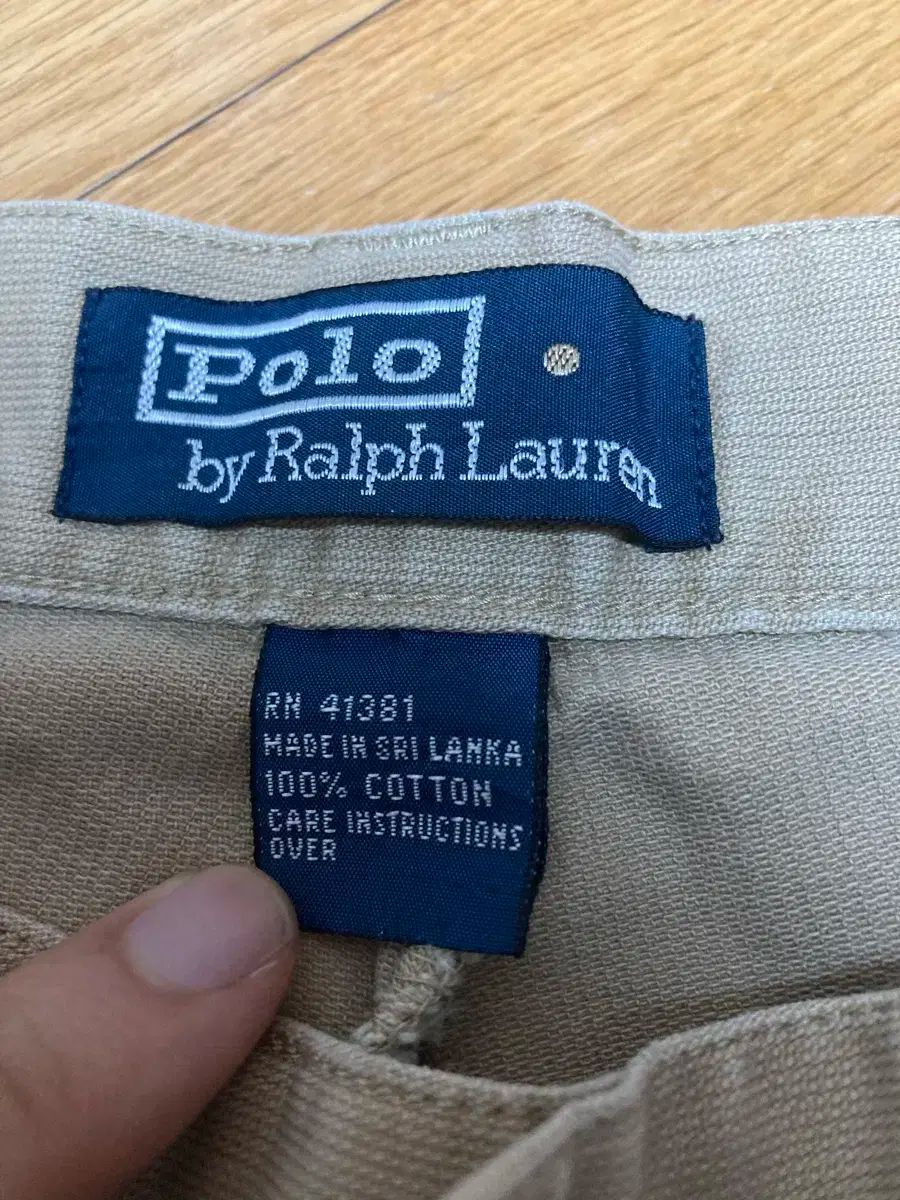 Polo
by Ralph Lauren
RN 41381
MADE IN SRI LANKA
100% COTTON
CARE INSTRUCTIONS
OVER